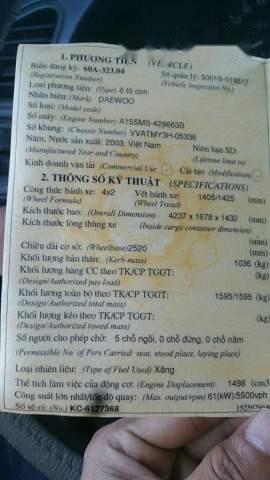 1. PHƯƠNG TIỆN (VEHICLE)
Biển đăng ký: 60A-323.04 Số quản lý: 5001S-018517
(Registration Number) (Vehicle Inspection No.)
Loại phương tiện: (Type) ô tô con
Nhãn hiệu: (Mark) DAEWOO
Số loại: (Model code)
Số máy: (Engine Number) A15SMS-429663B
Số khung: (Chassis Number) VVATMY3H-05336
Năm, Nước sản xuất: 2003, Việt Nam Niên hạn SD:
(Manufactured Year and Country) (Lifetime limit to)
Kinh doanh vận tải (Commercial Use) Cải tạo (Modification)
2. THÔNG SỐ KỸ THUẬT (SPECIFICATIONS)
Công thức bánh xe: 4x2 Vết bánh xe: 1405/1425 (mm)
(Wheel Formula) (Wheel Tread)
Kích thước bao: (Overall Dimension) 4237 x 1678 x 1432 (mm)
Kích thước lòng thùng xe (Inside cargo container dimension)
(mm)
Chiều dài cơ sở: (Wheelbase) 2520 (mm)
Khối lượng bản thân: (Kerb mass) 1036 (kg)
Khối lượng hàng CC theo TK/CP TGGT: (kg)
(Design/Authorized pay load)
Khối lượng toàn bộ theo TK/CP TGGT: 1595/1595 (kg)
(Design/Authorized total mass)
Khối lượng kéo theo TK/CP TGGT: (kg)
(Design/Authorized towed mass)
Số người cho phép chở: 5 chỗ ngồi, 0 chỗ đứng, 0 chỗ nằm
(Permissible No. of Pers Carried: seat, stood place, laying place)
Loại nhiên liệu: (Type of Fuel Used) Xăng
Thể tích làm việc của động cơ: (Engine Displacement) 1498 (cm3
Công suất lớn nhất/tốc độ quay: (Max. output/rpm) 61(kW)/5500vph
Số sê-ri: (No.) KC-6127368